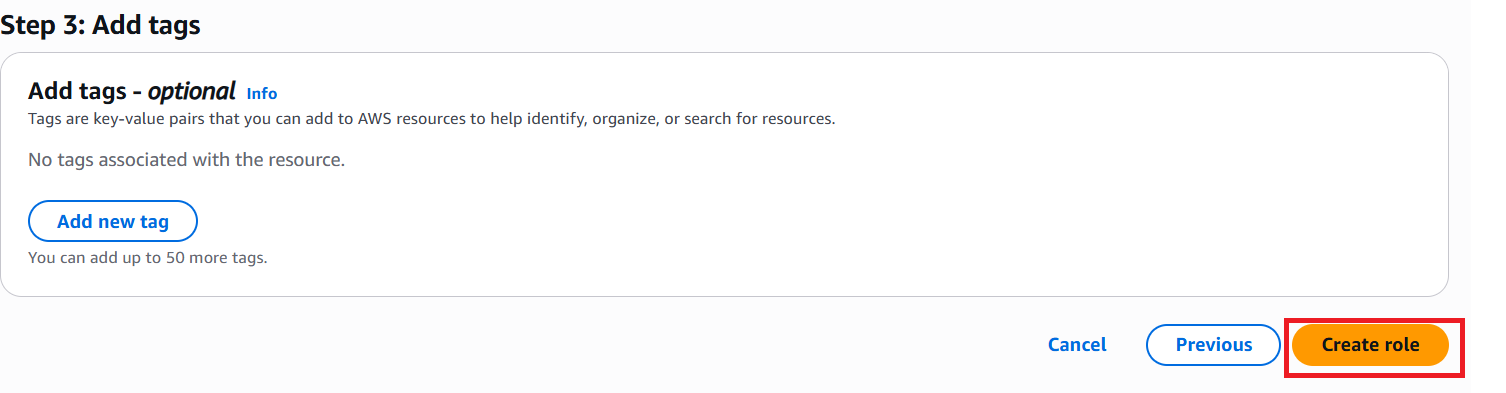 Step 3: Add tags
Add tags - optional Info
Tags are key-value pairs that you can add to AWS resources to help identify, organize, or search for resources.
No tags associated with the resource.
Add new tag
You can add up to 50 more tags.
Cancel Previous Create role